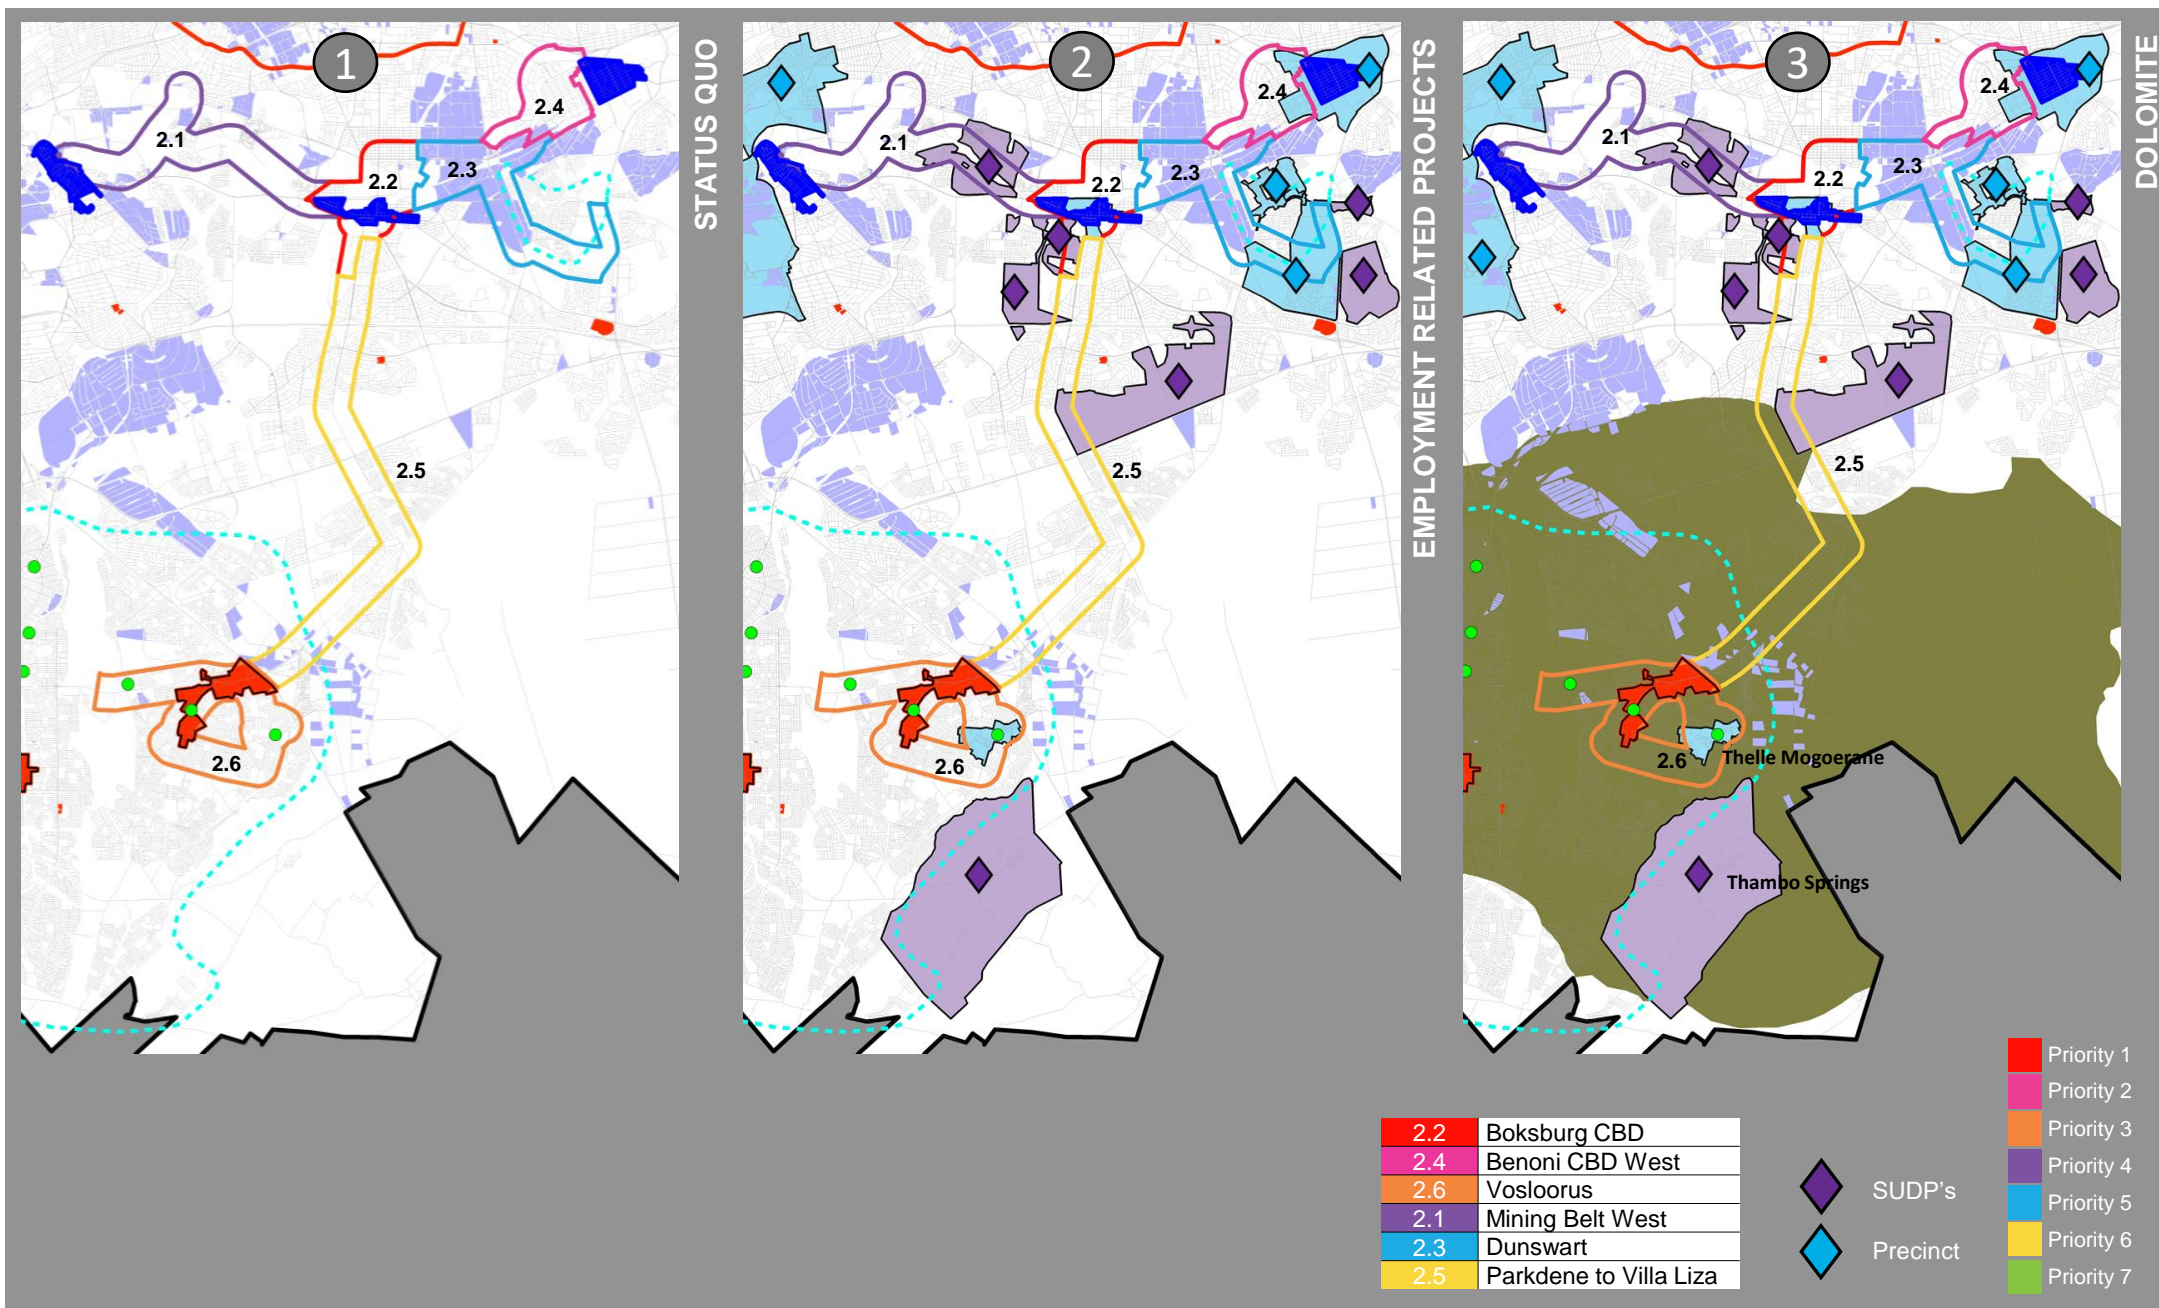 1
STATUS QUO
2.1
2.2
2.3
2.4
2.5
2.6
2
EMPLOYMENT RELATED PROJECTS
2.1
2.2
2.3
2.4
2.5
2.6
3
DOLOMITE
2.1
2.2
2.3
2.4
2.5
2.6
Thelle Mogoerane
Thambo Springs
2.2 Boksburg CBD
2.4 Benoni CBD West
2.6 Vosloorus
2.1 Mining Belt West
2.3 Dunswart
2.5 Parkdene to Villa Liza
SUDP's
Precinct
Priority 1
Priority 2
Priority 3
Priority 4
Priority 5
Priority 6
Priority 7